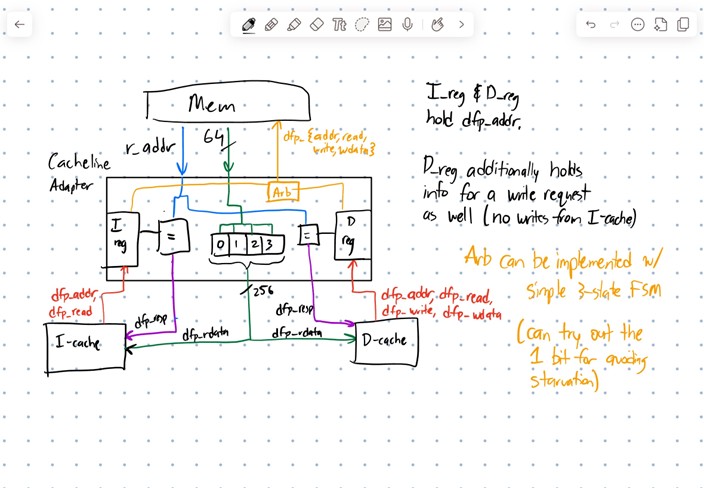 Mem
I_reg & D_reg
hold dfp_addr.
r_addr
64
dfp_{addr, read,
write, wdata}
Cacheline
Adapter
D_reg additionally holds
info for a write request
as well (no writes from I-cache)
Arb
I
reg
=
0 1 2 3
=
D
reg
Arb can be implemented w/
simple 3-state FSM
(can try out the
1 bit for avoiding
starvation)
dfp_addr,
dfp_read
256
dfp_addr, dfp_read,
dfp_write, dfp_wdata
dfp_resp
dfp_resp
I-cache
dfp_rdata
dfp_rdata
D-cache